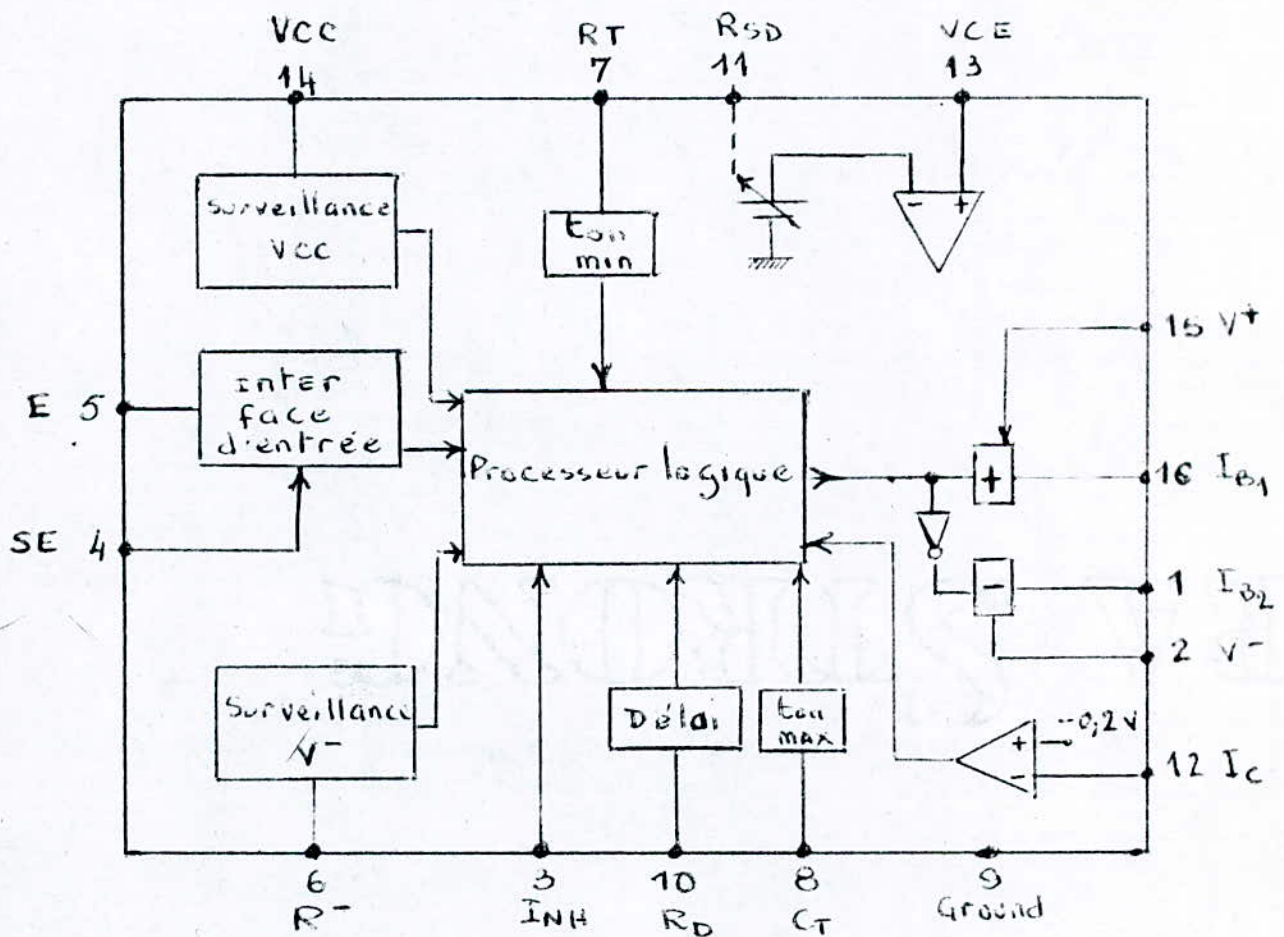 VCC
14
RT
7
RSD
11
VCE
13
Surveillance
Vcc
ton
min
- +
15 V+
Inter
face
d'entrée
E 5
Processeur logique
+
16 IB1
SE 4
-
1 IB2
2 V-
Surveillance
V-
Délai
ton
MAX
+
-0,2V
-
12 IC
6
R-
3
INH
10
RD
8
CT
9
Ground